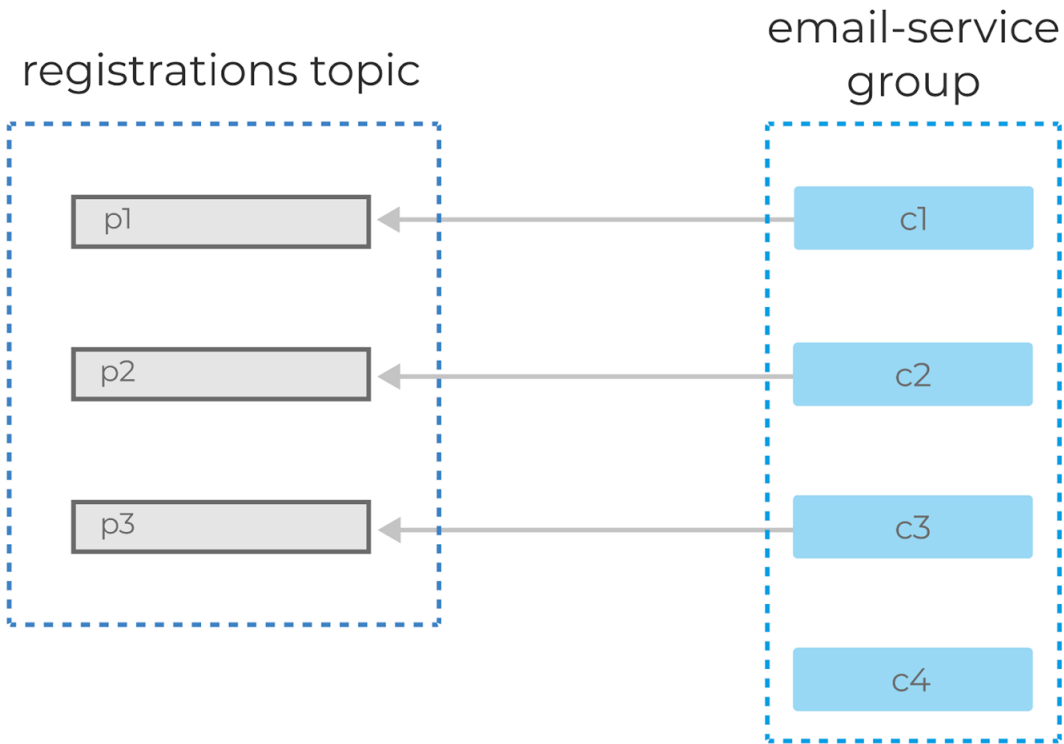 registrations topic
email-service
group
p1
c1
p2
c2
p3
c3
c4